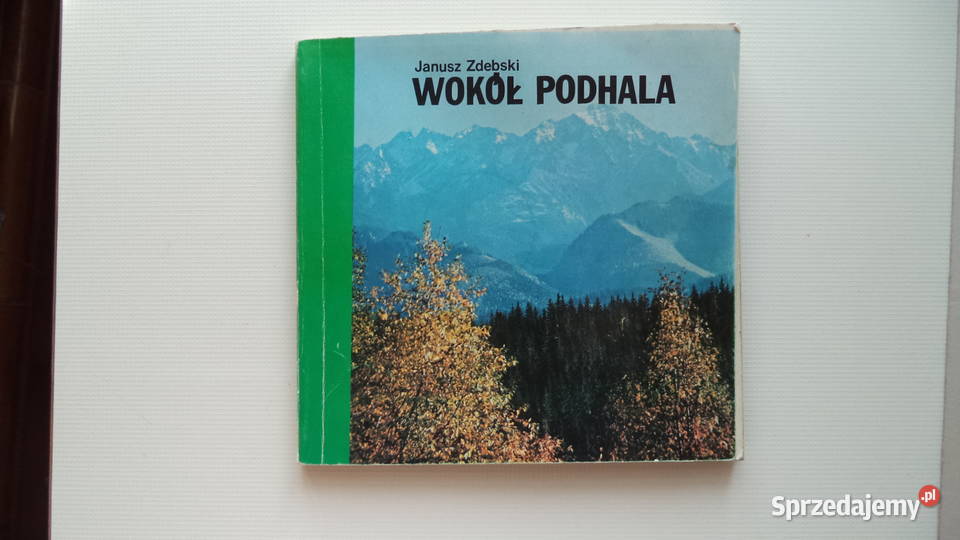 Janusz Zdebski
WOKÓŁ PODHALA
Sprzedajemy.pl